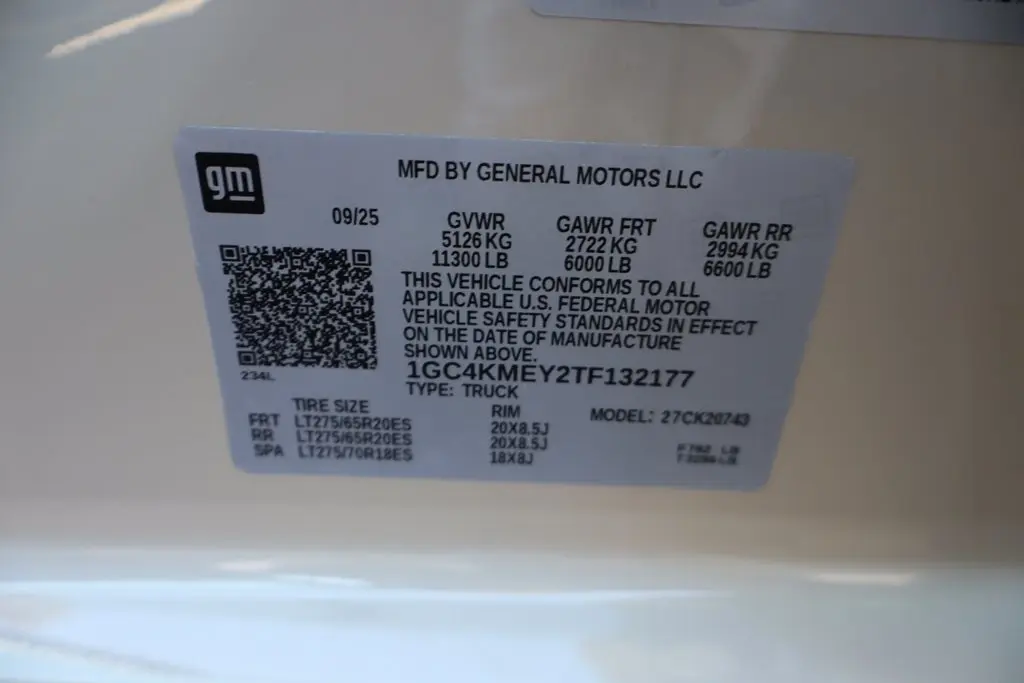 gm
MFD BY GENERAL MOTORS LLC
09/25
GVWR GAWR FRT GAWR RR
5126 KG 2722 KG 2994 KG
11300 LB 6000 LB 6600 LB
THIS VEHICLE CONFORMS TO ALL
APPLICABLE U.S. FEDERAL MOTOR
VEHICLE SAFETY STANDARDS IN EFFECT
ON THE DATE OF MANUFACTURE
SHOWN ABOVE.
234L
1GC4KMEY2TF132177
TYPE: TRUCK
TIRE SIZE RIM MODEL: 27CK20743
FRT LT275/65R20ES 20X8.5J
RR LT275/65R20ES 20X8.5J
SPA LT275/70R18ES 18X8J